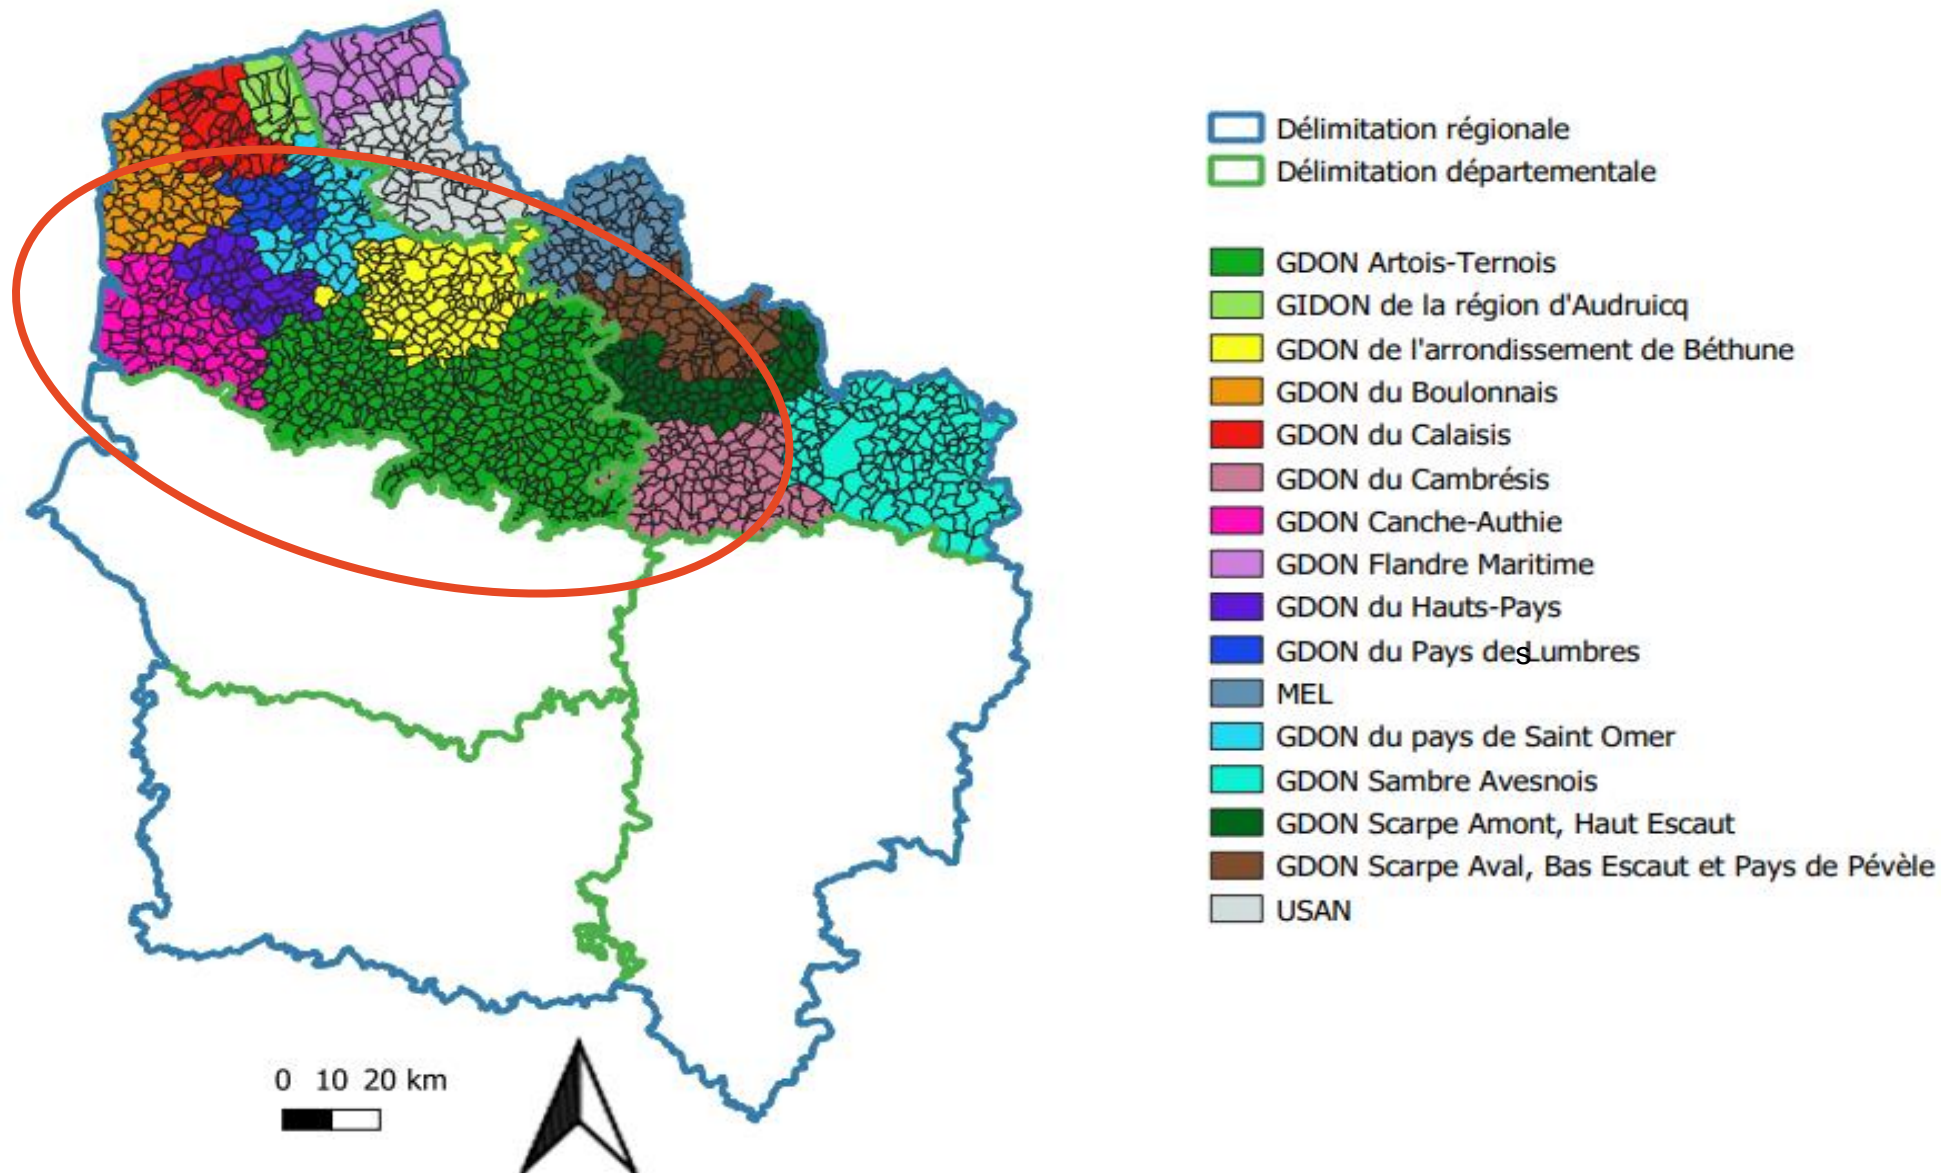 Délimitation régionale
Délimitation départementale
GDON Artois-Ternois
GIDON de la région d'Audruicq
GDON de l'arrondissement de Béthune
GDON du Boulonnais
GDON du Calaisis
GDON du Cambrésis
GDON Canche-Authie
GDON Flandre Maritime
GDON du Hauts-Pays
GDON du Pays des Lumbres
MEL
GDON du pays de Saint Omer
GDON Sambre Avesnois
GDON Scarpe Amont, Haut Escaut
GDON Scarpe Aval, Bas Escaut et Pays de Pévèle
USAN
0 10 20 km